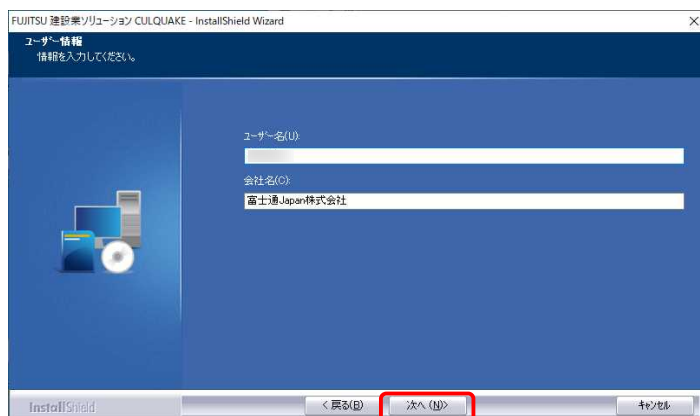 FUJITSU 建設業ソリューション CULQUAKE - InstallShield Wizard
ユーザー情報
情報を入力してください。
ユーザー名(U):
会社名(C):
富士通Japan株式会社
InstallShield
< 戻る(B)
次へ (N)>
キャンセル